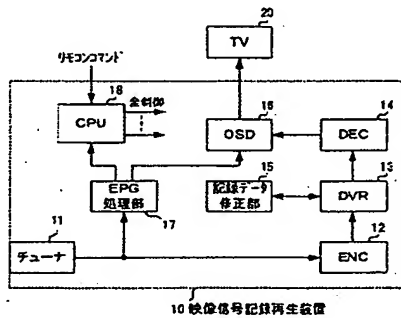 20
TV
リモコンコマンド
18
CPU
全制御
16
OSD
14
DEC
15
記録データ
修正部
13
DVR
EPG
処理部
17
11
チューナ
12
ENC
10 映像信号記録再生装置